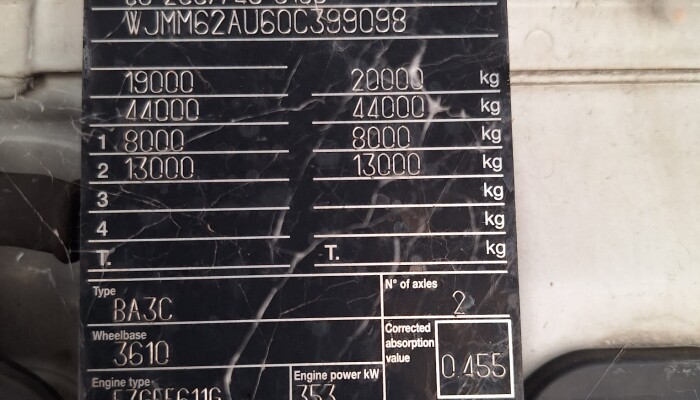 WJMM62AU60C399098
19000 20000 kg
44000 44000 kg
1 8000 8000 kg
2 13000 13000 kg
3 kg
4 kg
T. T. kg
Type N° of axles
BA3C 2
Wheelbase Corrected absorption value
3610 0.455
Engine type Engine power kW
353